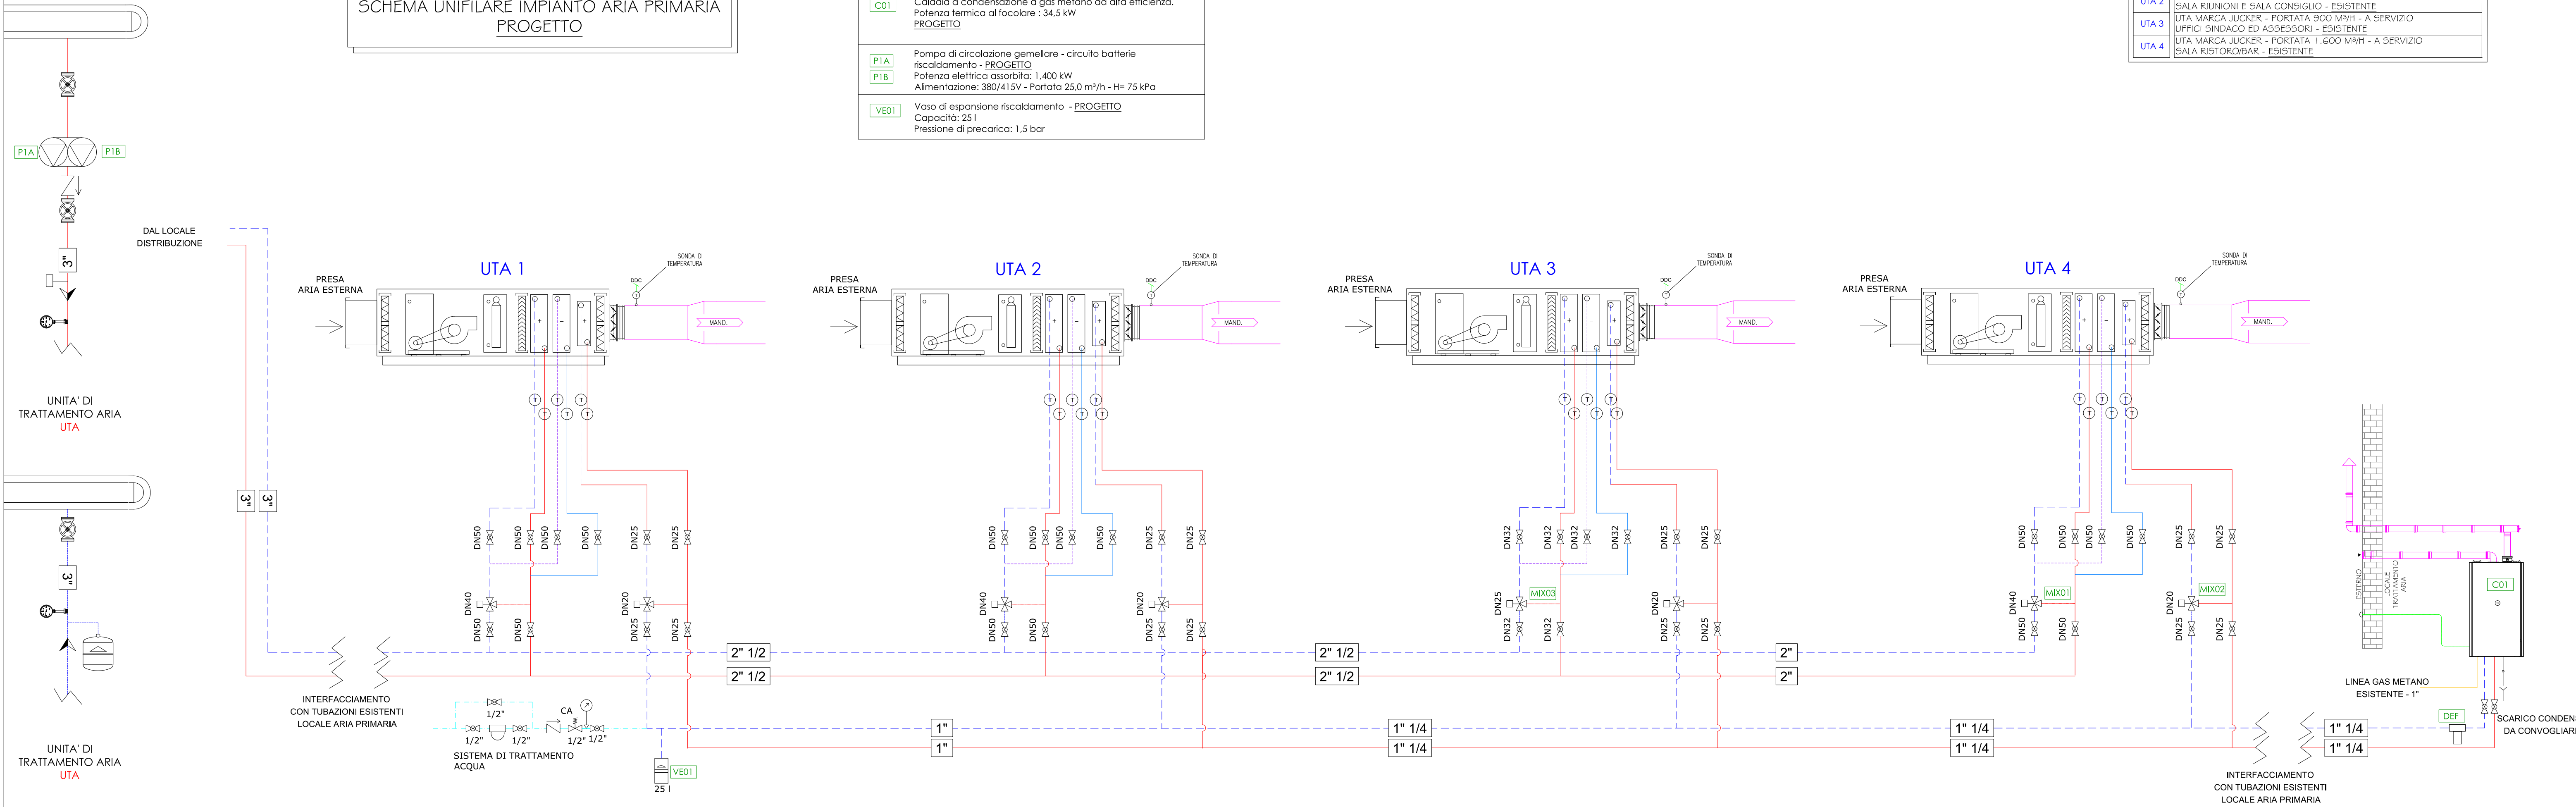 SCHEMA UNIFILARE IMPIANTO ARIA PRIMARIA
PROGETTO
C01
Caldaia a condensazione a gas metano ad alta efficienza.
Potenza termica al focolare : 34,5 kW
PROGETTO
P1A
P1B
Pompa di circolazione gemellare - circuito batterie
riscaldamento - PROGETTO
Potenza elettrica assorbita: 1,400 kW
Alimentazione: 380/415V - Portata 25,0 m³/h - H= 75 kPa
VE01
Vaso di espansione riscaldamento - PROGETTO
Capacità: 25 l
Pressione di precarica: 1,5 bar
UTA 2
SALA RIUNIONI E SALA CONSIGLIO - ESISTENTE
UTA 3
UTA MARCA JUCKER - PORTATA 900 M³/H - A SERVIZIO
UFFICI SINDACO ED ASSESSORI - ESISTENTE
UTA 4
UTA MARCA JUCKER - PORTATA 1.600 M³/H - A SERVIZIO
SALA RISTORO/BAR - ESISTENTE
P1A
P1B
3"
UNITA' DI
TRATTAMENTO ARIA
UTA
3"
UNITA' DI
TRATTAMENTO ARIA
UTA
DAL LOCALE
DISTRIBUZIONE
3"
3"
PRESA
ARIA ESTERNA
UTA 1
DDC
T
SONDA DI
TEMPERATURA
+
-
+
MAND.
T
T
T
T
T
T
DN50
DN50
DN50
DN50
DN25
DN25
DN40
DN20
DN50
DN50
DN25
DN25
PRESA
ARIA ESTERNA
UTA 2
DDC
T
SONDA DI
TEMPERATURA
+
-
+
MAND.
T
T
T
T
T
T
DN50
DN50
DN50
DN50
DN25
DN25
DN40
DN20
DN50
DN50
DN25
DN25
PRESA
ARIA ESTERNA
UTA 3
DDC
T
SONDA DI
TEMPERATURA
+
-
+
MAND.
T
T
T
T
T
T
DN32
DN32
DN32
DN32
DN25
DN25
DN25
MIX03
DN20
DN32
DN32
DN25
DN25
PRESA
ARIA ESTERNA
UTA 4
DDC
T
SONDA DI
TEMPERATURA
+
-
+
MAND.
T
T
T
T
T
T
DN50
DN50
DN50
DN50
DN25
DN25
DN40
MIX01
DN20
MIX02
DN50
DN50
DN25
DN25
2" 1/2
2" 1/2
2"
2" 1/2
2" 1/2
2"
INTERFACCIAMENTO
CON TUBAZIONI ESISTENTI
LOCALE ARIA PRIMARIA
1/2"
CA
1/2"
1/2"
1/2"
1/2"
SISTEMA DI TRATTAMENTO
ACQUA
VE01
25 l
1"
1" 1/4
1" 1/4
1" 1/4
1"
1" 1/4
1" 1/4
1" 1/4
INTERFACCIAMENTO
CON TUBAZIONI ESISTENTI
LOCALE ARIA PRIMARIA
ESTERNO
LOCALE
TRATTAMENTO
ARIA
C01
LINEA GAS METANO
ESISTENTE - 1"
DEF
SCARICO CONDEN
DA CONVOGLIAR